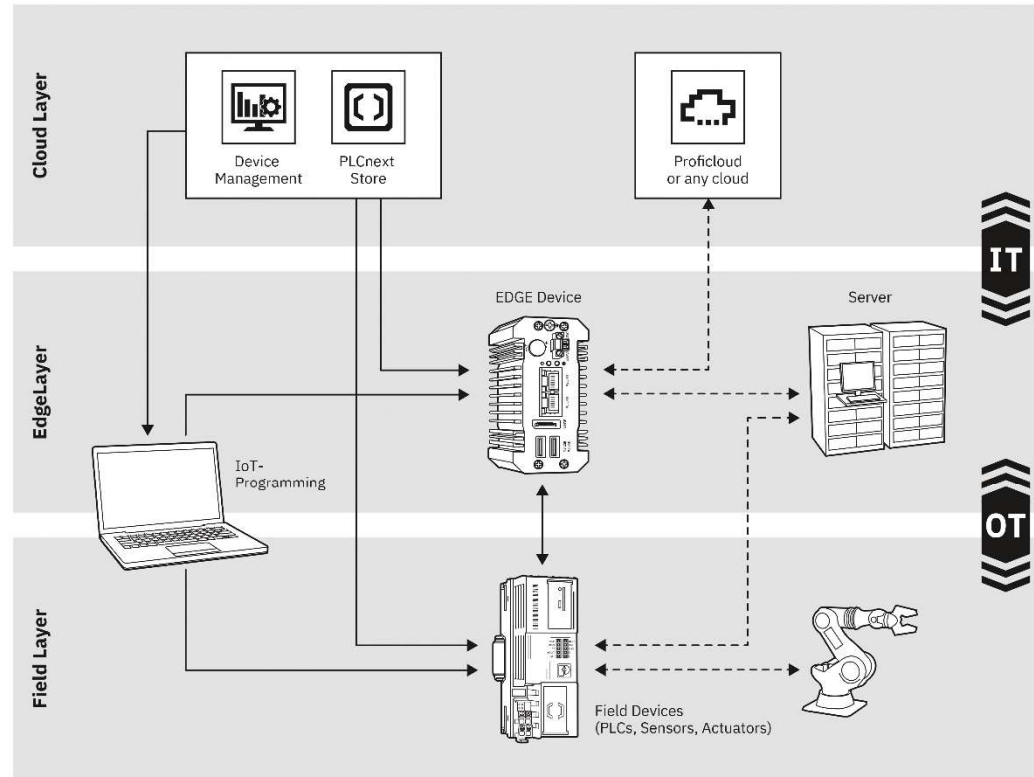 Cloud Layer
Device
Management
PLCnext
Store
Proficloud
or any cloud
IT
EdgeLayer
EDGE Device
Server
IoT-
Programming
OT
Field Layer
Field Devices
(PLCs, Sensors, Actuators)